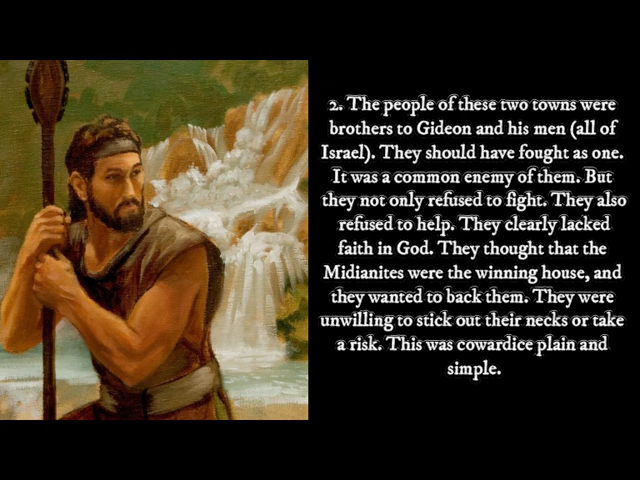 2. The people of these two towns were
brothers to Gideon and his men (all of
Israel). They should have fought as one.
It was a common enemy of them. But
they not only refused to fight. They also
refused to help. They clearly lacked
faith in God. They thought that the
Midianites were the winning house, and
they wanted to back them. They were
unwilling to stick out their necks or take
a risk. This was cowardice plain and
simple.